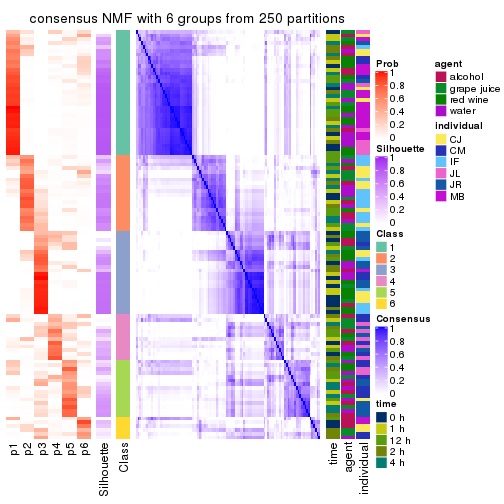 consensus NMF with 6 groups from 250 partitions
Prob
1
0.8
0.6
0.4
0.2
0
Silhouette
1
0.8
0.6
0.4
0.2
0
Class
1
2
3
4
5
6
Consensus
1
0.8
0.6
0.4
0.2
0
time
0 h
1 h
12 h
2 h
4 h
agent
alcohol
grape juice
red wine
water
individual
CJ
CM
IF
JL
JR
MB
p1
p2
p3
p4
p5
p6
Silhouette
Class
time
agent
individual